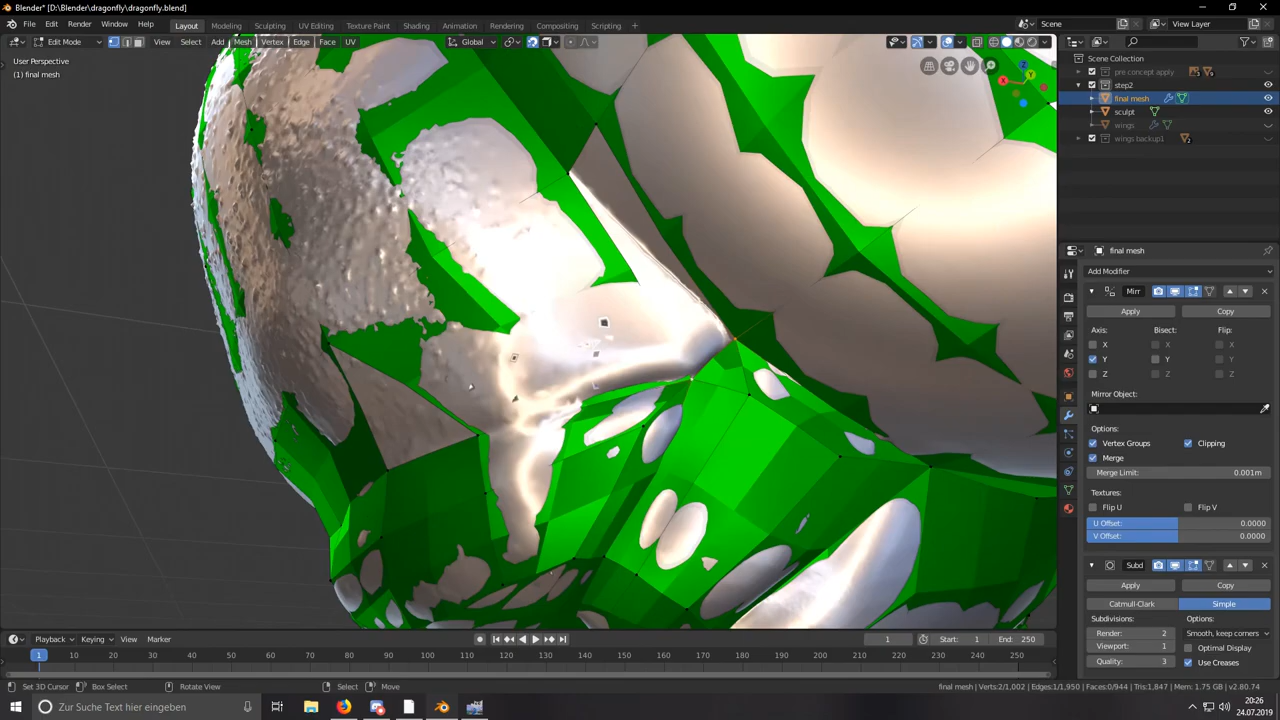 Blender* [D:\Blender\dragonfly\dragonfly.blend]
File Edit Render Window Help Layout Modeling Sculpting UV Editing Texture Paint Shading Animation Rendering Compositing Scripting + Scene View Layer
Edit Mode View Select Add Mesh Vertex Edge Face UV Global
User Perspective
(1) final mesh
Scene Collection
pre concept apply
step2
final mesh
sculpt
wings
wings backup1
final mesh
Add Modifier
Mirr
Apply Copy
Axis: Bisect: Flip:
X X X
Y Y Y
Z Z Z
Mirror Object:
Options:
Vertex Groups Clipping
Merge
Merge Limit: 0.001m
Textures:
Flip U Flip V
U Offset: 0.0000
V Offset: 0.0000
Subd
Apply Copy
Catmull-Clark Simple
Subdivisions: Options:
Render: 2 Smooth, keep corners
Viewport: 1 Optimal Display
Quality: 3 Use Creases
Playback Keying View Marker 1 Start: 1 End: 250
1 10 20 30 40 50 60 70 80 90 100 110 120 130 140 150 160 170 180 190 200 210 220 230 240 250
Set 3D Cursor Box Select Rotate View Select Move final mesh | Verts:2/1,002 | Edges:1/1,950 | Faces:0/944 | Tris:1,847 | Mem: 1.75 GB | v2.80.74
Zur Suche Text hier eingeben
20:26
24.07.2019